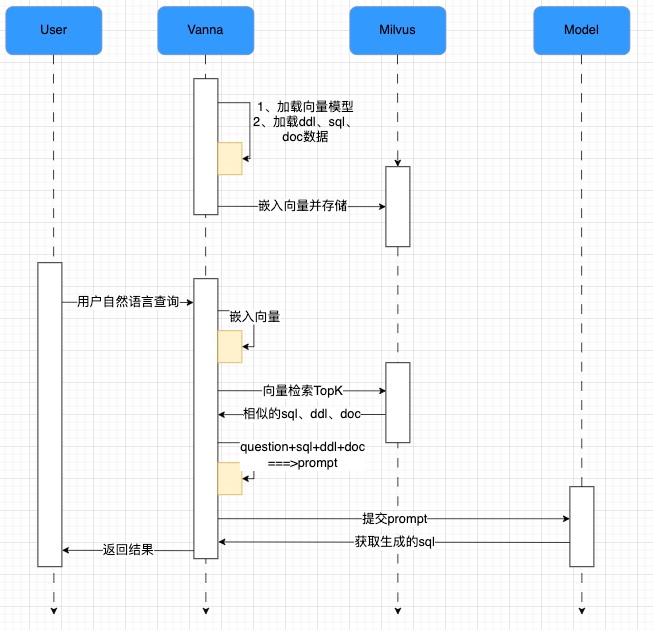 User
Vanna
Milvus
Model
1、加载向量模型
2、加载ddl、sql、
doc数据
嵌入向量并存储
用户自然语言查询
嵌入向量
向量检索TopK
相似的sql、ddl、doc
question+sql+ddl+doc
===>prompt
提交prompt
获取生成的sql
返回结果